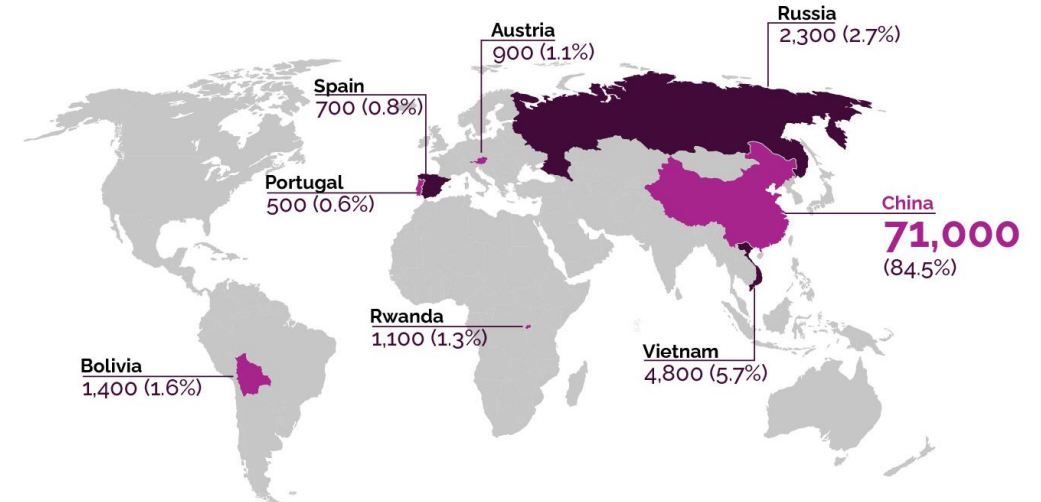 Russia
2,300 (2.7%)
Austria
900 (1.1%)
Spain
700 (0.8%)
Portugal
500 (0.6%)
China
71,000
(84.5%)
Rwanda
1,100 (1.3%)
Vietnam
4,800 (5.7%)
Bolivia
1,400 (1.6%)